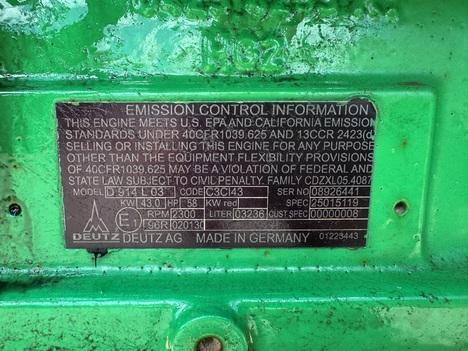 EMISSION CONTROL INFORMATION
THIS ENGINE MEETS U.S. EPA AND CALIFORNIA EMISSION
STANDARDS UNDER 40CFR1039.625 AND 13CCR 2423(d
SELLING OR INSTALLING THIS ENGINE FOR ANY PURPOSE
OTHER THAN THE EQUIPMENT FLEXIBILITY PROVISIONS
OF 40CFR1039.625 MAY BE A VIOLATION OF FEDERAL AND
STATE LAW SUBJECT TO CIVIL PENALTY. FAMILY CDZXL05.4087
MODEL D 914 L 03 CODE C3CI43 SER NO 08926441
KW 43.0 HP 58 KW red SPEC 25015119
E1 RPM 2300 LITER 03236 CUST SPEC 00000008
96R 020130
DEUTZ DEUTZ AG MADE IN GERMANY 01223443